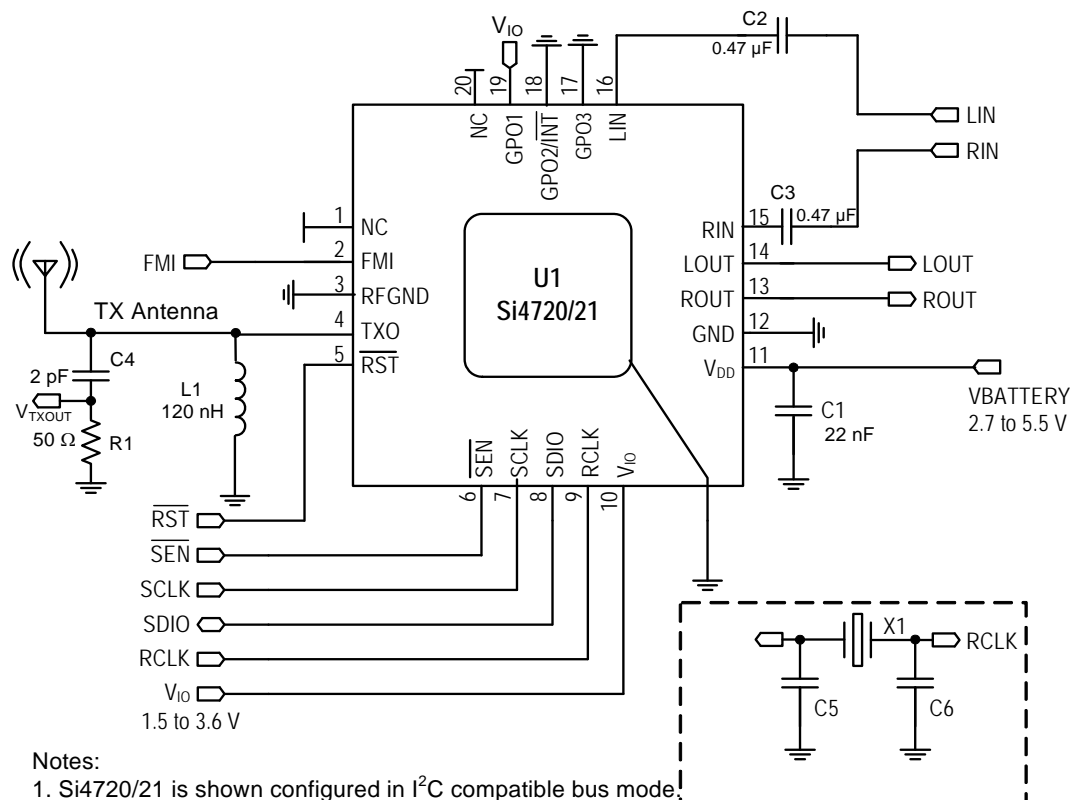 V_IO
C2
0.47 µF
20
19
18
17
16
NC
GPO1
GPO2/INT
GPO3
LIN
LIN
RIN
C3
0.47 µF
1
NC
2
FMI
FMI
3
RFGND
TX Antenna
4
TXO
5
RST
U1
Si4720/21
RIN
15
LOUT
14
LOUT
ROUT
13
ROUT
GND
12
V_DD
11
VBATTERY
2.7 to 5.5 V
C1
22 nF
C4
2 pF
V_TXOUT
50 Ω
R1
L1
120 nH
SEN
SCLK
SDIO
RCLK
V_IO
6
7
8
9
10
RST
SEN
SCLK
SDIO
RCLK
V_IO
1.5 to 3.6 V
X1
RCLK
C5
C6
Notes:
1. Si4720/21 is shown configured in I²C compatible bus mode.